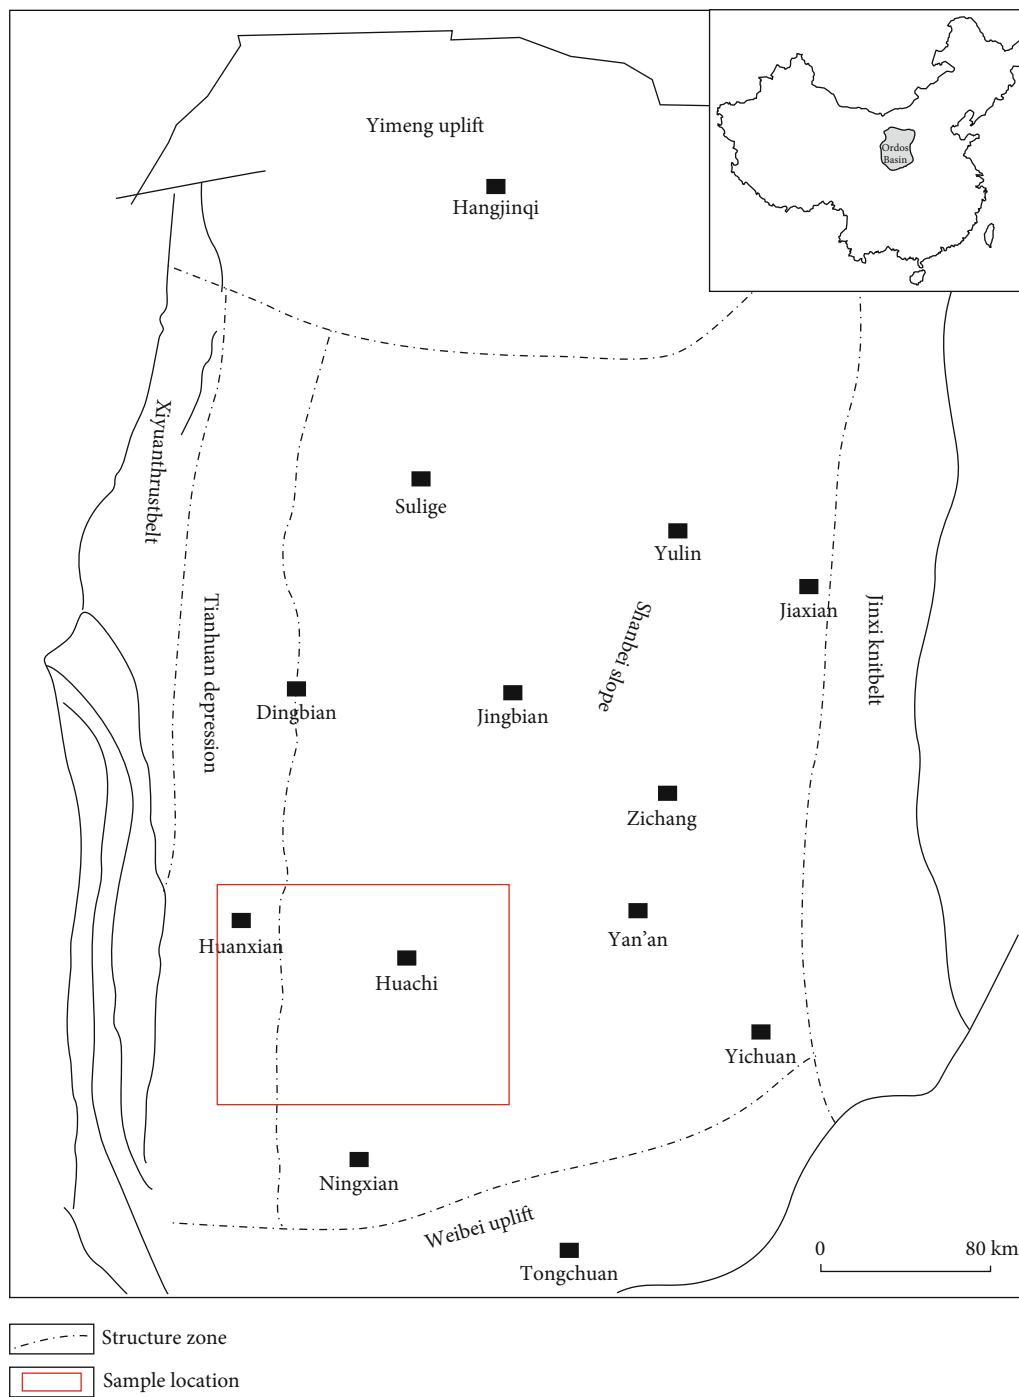 Yimeng uplift
Hangjinqi
Ordos
Basin
Xiyuanthrustbelt
Sulige
Yulin
Jiaxian
Tianhuan depression
Shanbei slope
Jinxi knitbelt
Dingbian
Jingbian
Zichang
Huanxian
Huachi
Yan'an
Yichuan
Ningxian
Weibei uplift
Tongchuan
0 80 km
Structure zone
Sample location